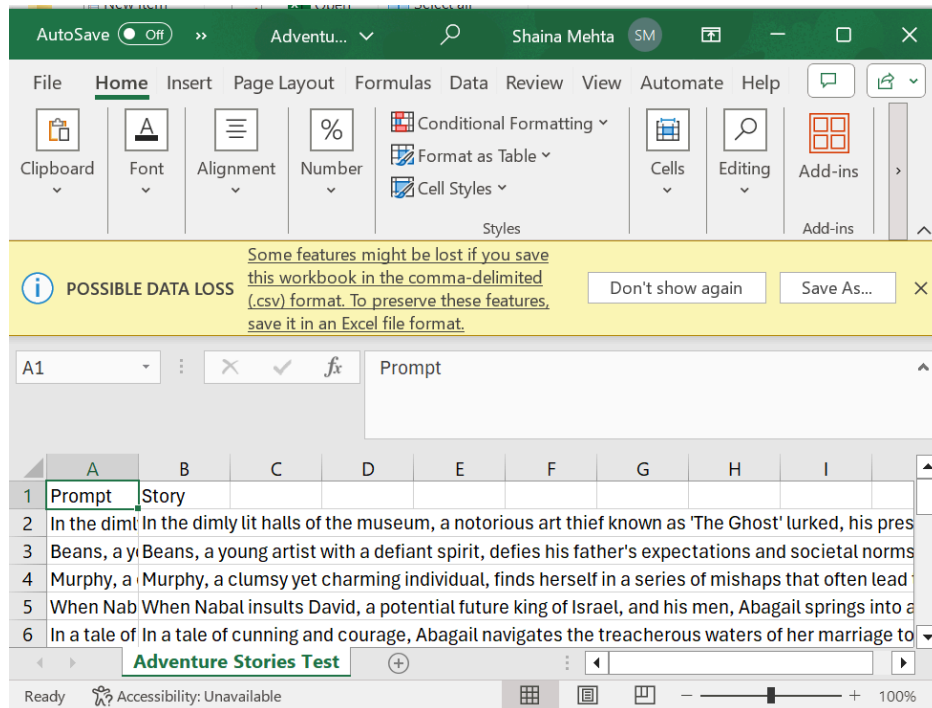 New item Open Select all
AutoSave Off » Adventu... Shaina Mehta SM
File Home Insert Page Layout Formulas Data Review View Automate Help
Clipboard Font Alignment % Number Conditional Formatting Cells Editing Add-ins
Format as Table
Cell Styles
Styles Add-ins
Some features might be lost if you save
this workbook in the comma-delimited
(.csv) format. To preserve these features,
save it in an Excel file format.
POSSIBLE DATA LOSS Don't show again Save As...
A1 fx Prompt
A B C D E F G H I
1 Prompt Story
2 In the diml In the dimly lit halls of the museum, a notorious art thief known as 'The Ghost' lurked, his pres
3 Beans, a y Beans, a young artist with a defiant spirit, defies his father's expectations and societal norms
4 Murphy, a Murphy, a clumsy yet charming individual, finds herself in a series of mishaps that often lead
5 When Nab When Nabal insults David, a potential future king of Israel, and his men, Abagail springs into a
6 In a tale of In a tale of cunning and courage, Abagail navigates the treacherous waters of her marriage to
Adventure Stories Test
Ready Accessibility: Unavailable 100%